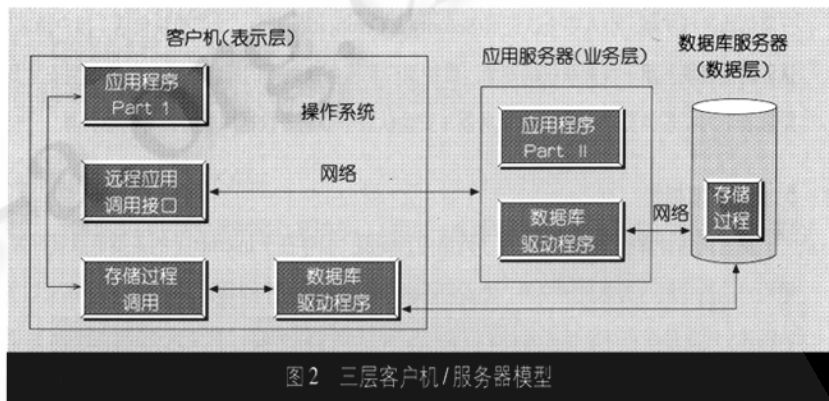 客户机(表示层)
应用程序
Part 1
操作系统
远程应用
调用接口
网络
存储过程
调用
数据库
驱动程序
应用服务器(业务层)
应用程序
Part II
数据库
驱动程序
网络
数据库服务器
(数据层)
存储
过程
图2 三层客户机/服务器模型